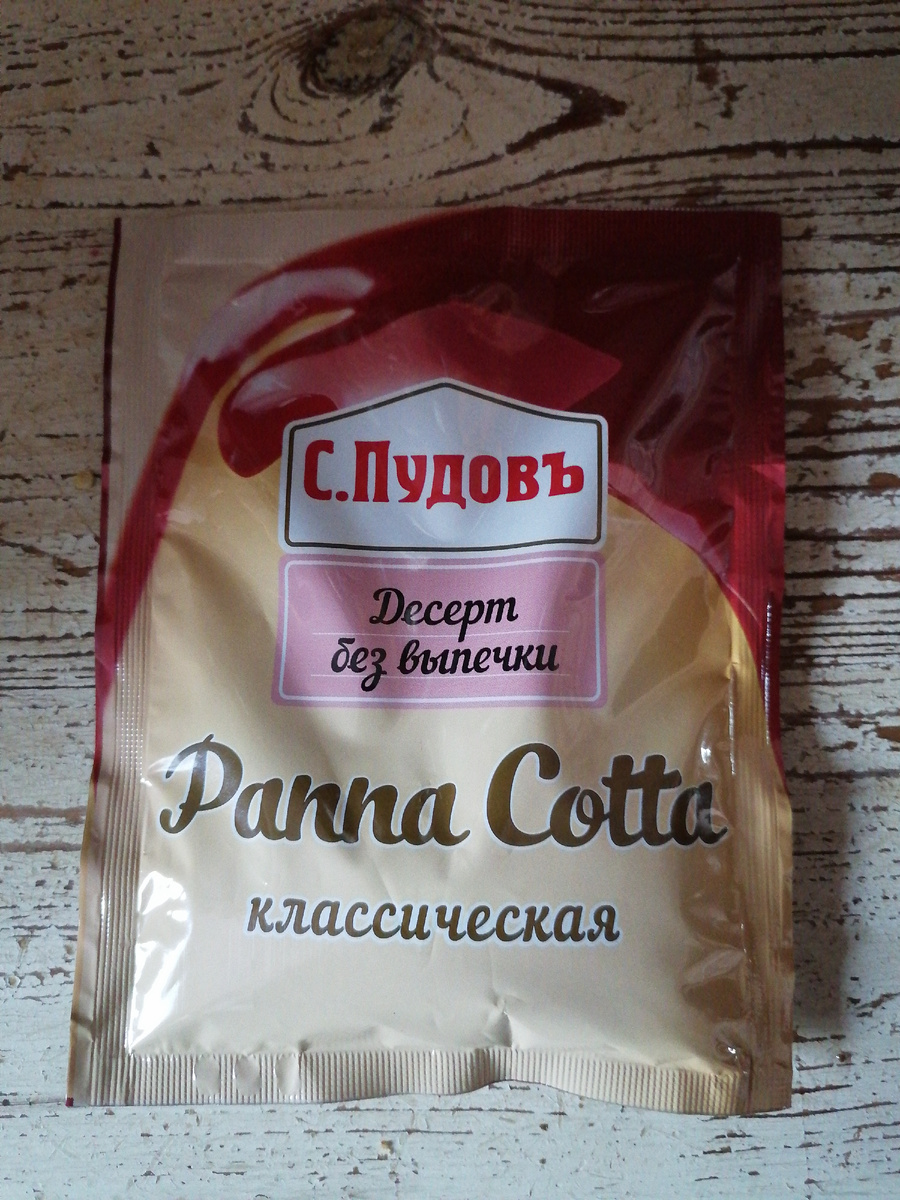 С.Пудовъ
Десерт
без выпечки
Panna Cotta
классическая